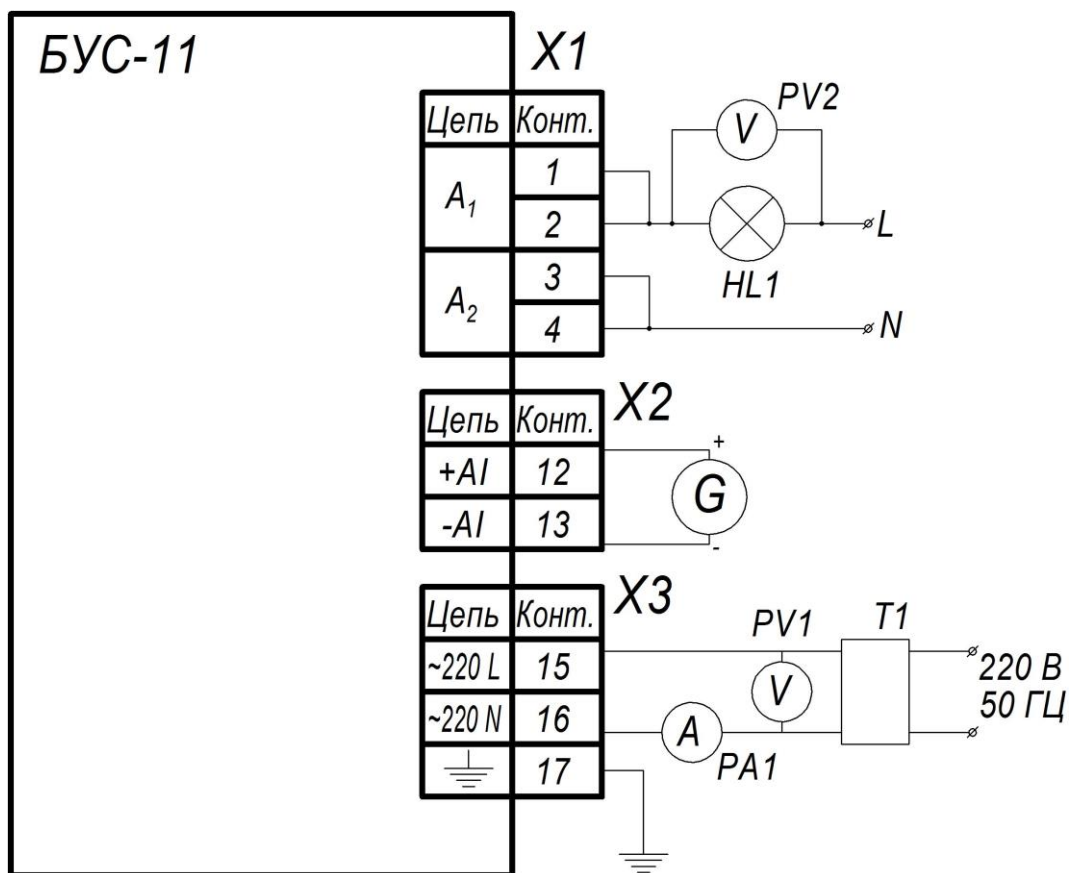 БУС-11
X1
Цепь Конт.
A₁ 1
2
A₂ 3
4
PV2
V
L
HL1
N
X2
Цепь Конт.
+AI 12
-AI 13
+
G
-
X3
Цепь Конт.
~220 L 15
~220 N 16
17
PV1
V
T1
A
PA1
220 В
50 ГЦ